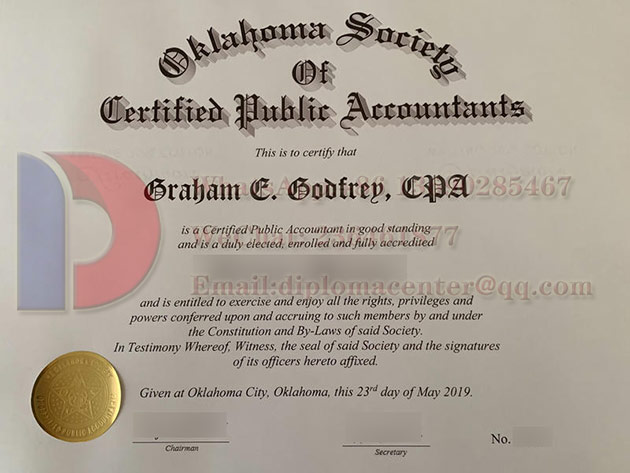 Oklahoma Society
Of
Certified Public Accountants
This is to certify that
Graham E. Godfrey, CPA
is a Certified Public Accountant in good standing
and is a duly elected, enrolled and fully accredited
Email:diplomacenter@qq.com
and is entitled to exercise and enjoy all the rights, privileges and
powers conferred upon and accruing to such members by and under
the Constitution and By-Laws of said Society.
In Testimony Whereof, Witness, the seal of said Society and the signatures
of its officers hereto affixed.
Given at Oklahoma City, Oklahoma, this 23rd day of May 2019.
Chairman
Secretary
No.